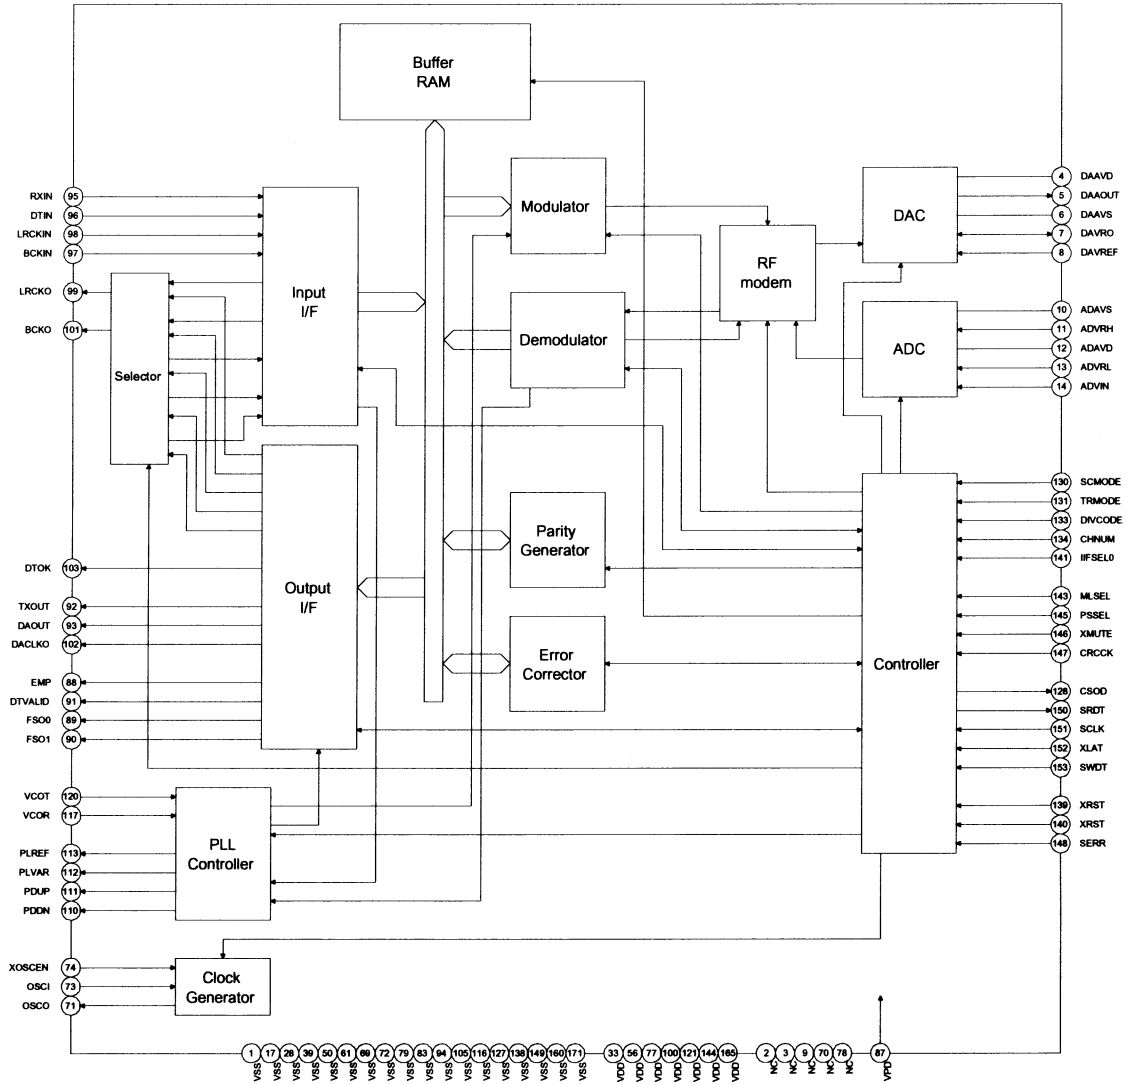 Buffer
RAM
Modulator
DAC
RF
modem
Input
I/F
Demodulator
ADC
Selector
Parity
Generator
Output
I/F
Error
Corrector
Controller
PLL
Controller
Clock
Generator
RXIN 95
DTIN 96
LRCKIN 98
BCKIN 97
LRCKO 99
BCKO 101
DTOK 103
TXOUT 92
DAOUT 93
DACLKO 102
EMP 88
DTVALID 91
FSO0 89
FSO1 90
VCOT 120
VCOR 117
PLREF 113
PLVAR 112
PDUP 111
PDDN 110
XOSCEN 74
OSCI 73
OSCO 71
4 DAAVD
5 DAAOUT
6 DAAVS
7 DAVRO
8 DAVREF
10 ADAVS
11 ADVRH
12 ADAVD
13 ADVRL
14 ADVIN
130 SCMODE
131 TRMODE
133 DIVCODE
134 CHNUM
141 IIFSEL0
143 MLSEL
145 PSSEL
146 XMUTE
147 CRCCK
128 CSOD
150 SRDT
151 SCLK
152 XLAT
153 SWDT
139 XRST
140 XRST
148 SERR
1 17 28 39 50 61 69 72 79 83 94 105 116 127 138 149 160 171 33 56 77 100 121 144 165 2 3 9 70 78 87
VSS VSS VSS VSS VSS VSS VSS VSS VSS VSS VSS VSS VSS VSS VSS VSS VSS VSS VDD VDD VDD VDD VDD VDD VDD NC NC NC NC NC VPD